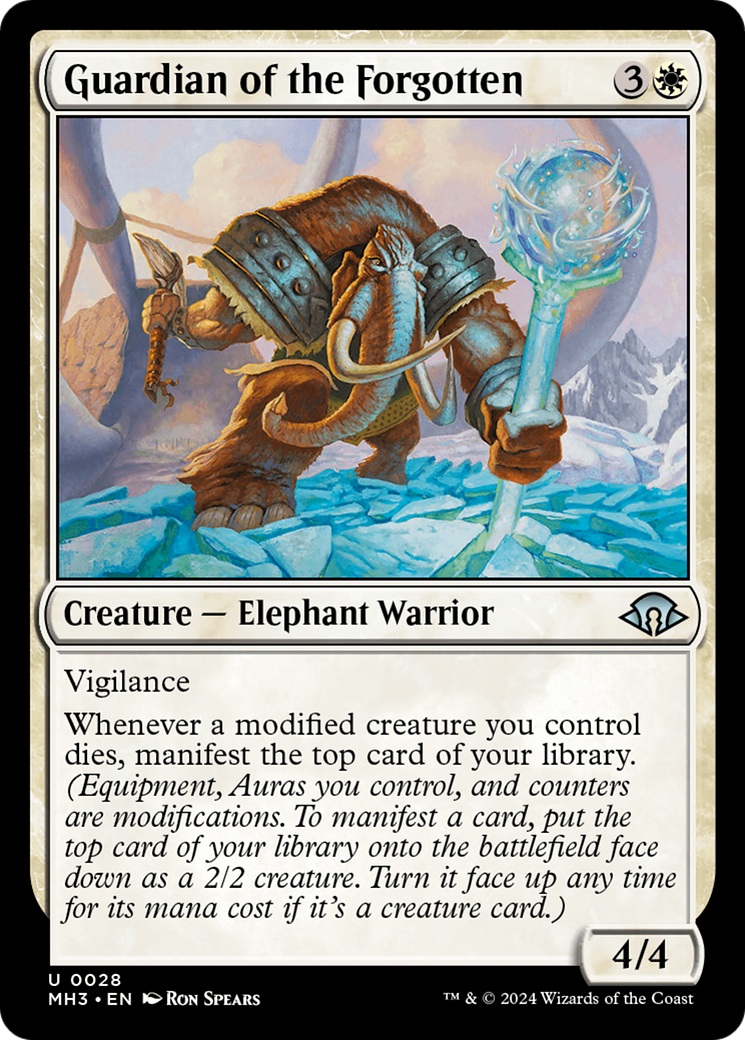 Guardian of the Forgotten 3
Creature — Elephant Warrior
Vigilance
Whenever a modified creature you control
dies, manifest the top card of your library.
(Equipment, Auras you control, and counters
are modifications. To manifest a card, put the
top card of your library onto the battlefield face
down as a 2/2 creature. Turn it face up any time
for its mana cost if it's a creature card.)
4/4
U 0028
MH3 • EN Ron Spears
™ & © 2024 Wizards of the Coast